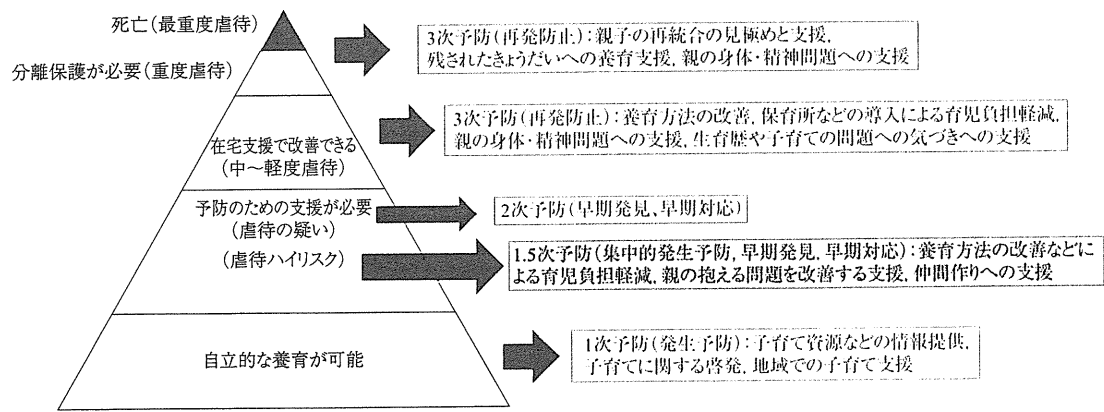 死亡(最重度虐待)
3次予防(再発防止):親子の再統合の見極めと支援,
残されたきょうだいへの養育支援, 親の身体・精神問題への支援
分離保護が必要(重度虐待)
3次予防(再発防止):養育方法の改善, 保育所などの導入による育児負担軽減,
親の身体・精神問題への支援, 生育歴や子育ての問題への気づきへの支援
在宅支援で改善できる
(中～軽度虐待)
予防のための支援が必要
(虐待の疑い)
2次予防(早期発見、早期対応)
(虐待ハイリスク)
1.5次予防(集中的発生予防, 早期発見, 早期対応):養育方法の改善などに
よる育児負担軽減, 親の抱える問題を改善する支援, 仲間作りへの支援
自立的な養育が可能
1次予防(発生予防):子育て資源などの情報提供,
子育てに関する啓発, 地域での子育て支援